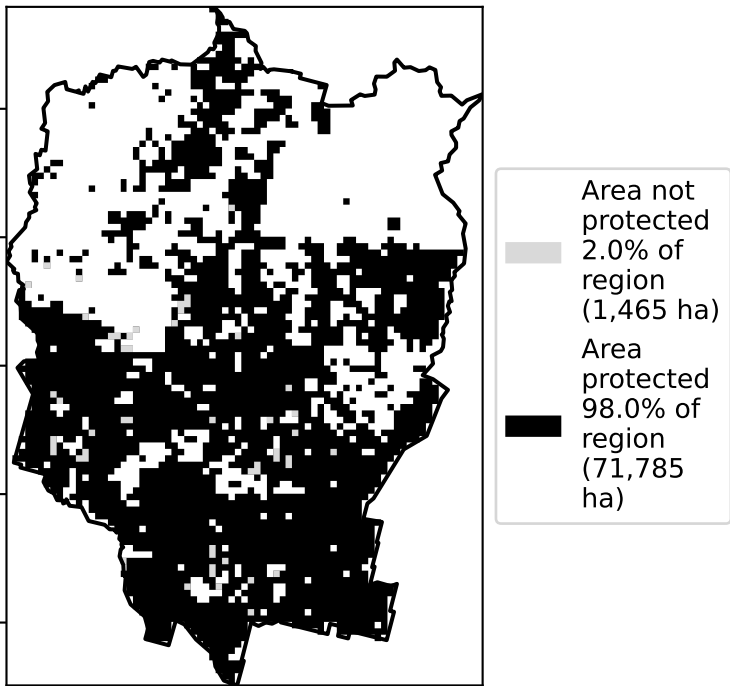 Area not
protected
2.0% of
region
(1,465 ha)
Area
protected
98.0% of
region
(71,785
ha)